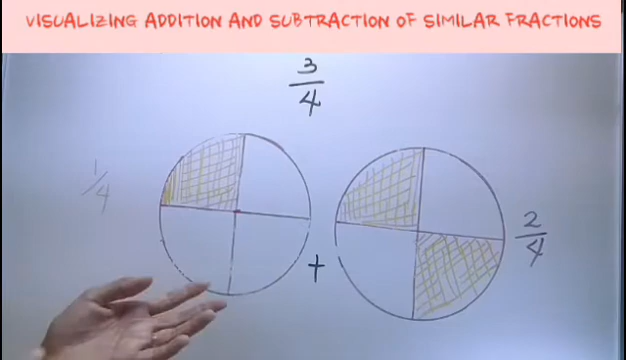 VISUALIZING ADDITION AND SUBTRACTION OF SIMILAR FRACTIONS
3/4
1/4
+
2/4